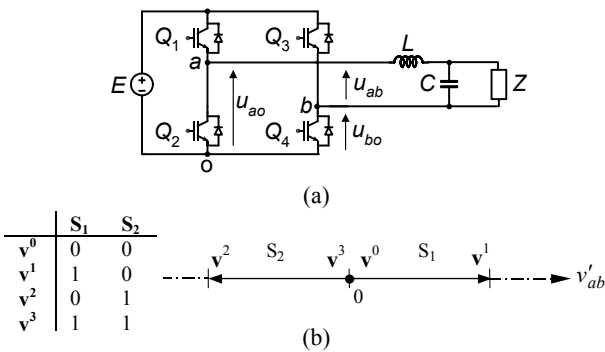 Q1 Q3
a L
E uao uab C Z
b
Q2 Q4 ubo
o
(a)
S1 S2
v0 0 0
v1 1 0
v2 0 1
v3 1 1
v2 S2 v3 v0 S1 v1
0 v′ab
(b)